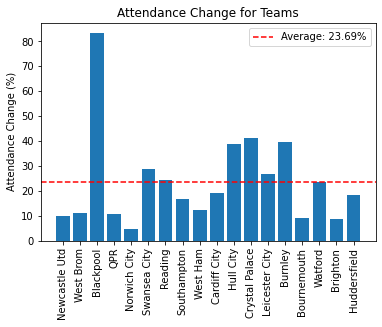 Attendance Change for Teams
Average: 23.69%
Attendance Change (%)
80
70
60
50
40
30
20
10
0
Newcastle Utd
West Brom
Blackpool
QPR
Norwich City
Swansea City
Reading
Southampton
West Ham
Cardiff City
Hull City
Crystal Palace
Leicester City
Burnley
Bournemouth
Watford
Brighton
Huddersfield